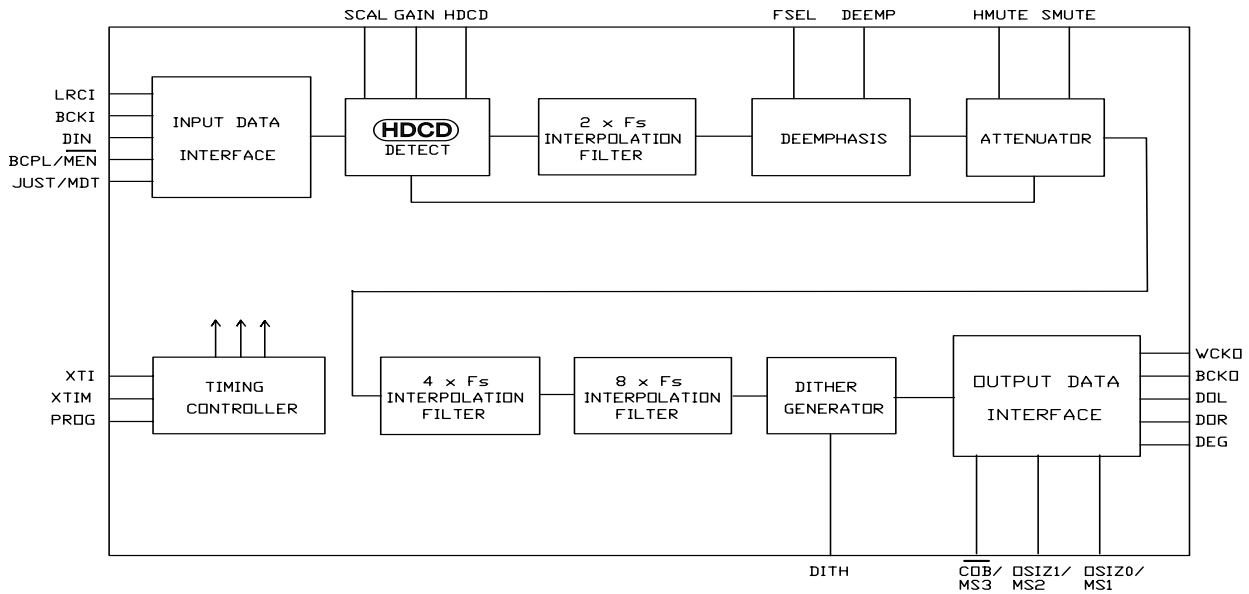 SCAL GAIN HDCD
FSEL DEEMP
HMUTE SMUTE
LRCI
BCKI
DIN
BCPL/MEN
JUST/MDT
INPUT DATA
INTERFACE
HDCD
DETECT
2 x Fs
INTERPOLATION
FILTER
DEEMPHASIS
ATTENUATOR
XTI
XTIM
PROG
TIMING
CONTROLLER
4 x Fs
INTERPOLATION
FILTER
8 x Fs
INTERPOLATION
FILTER
DITHER
GENERATOR
OUTPUT DATA
INTERFACE
WCKO
BCKO
DOL
DOR
DEG
DITH
COB/
MS3
OSIZ1/
MS2
OSIZ0/
MS1